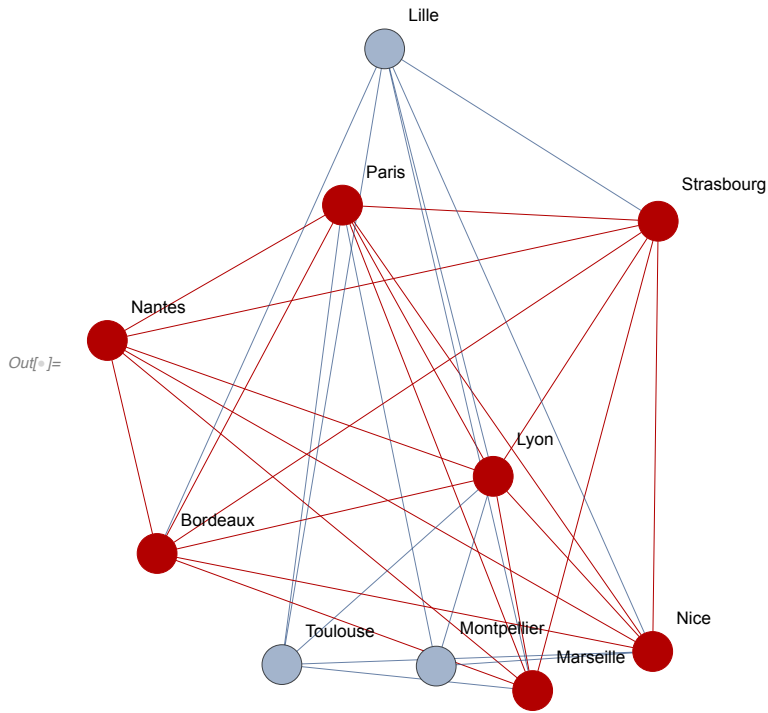 Lille
Paris
Strasbourg
Nantes
Out[•]=
Lyon
Bordeaux
Nice
Toulouse
Montpellier
Marseille